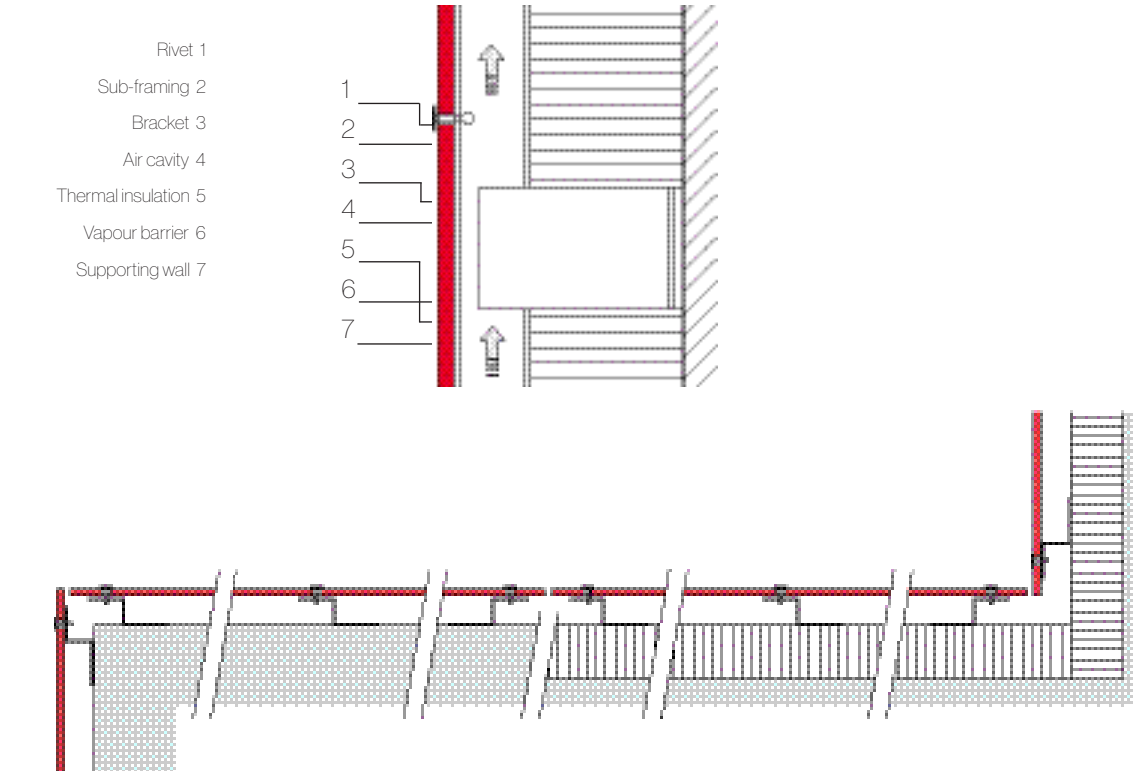 Rivet 1
Sub-framing 2
Bracket 3
Air cavity 4
Thermal insulation 5
Vapour barrier 6
Supporting wall 7
1
2
3
4
5
6
7